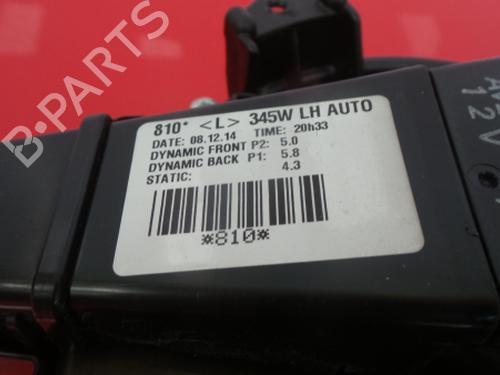 B-PARTS
810* <L> 345W LH AUTO
DATE: 08.12.14 TIME: 20h33
DYNAMIC FRONT P2: 5.0
DYNAMIC BACK P1: 5.8
STATIC: 4.3
*810*
12V